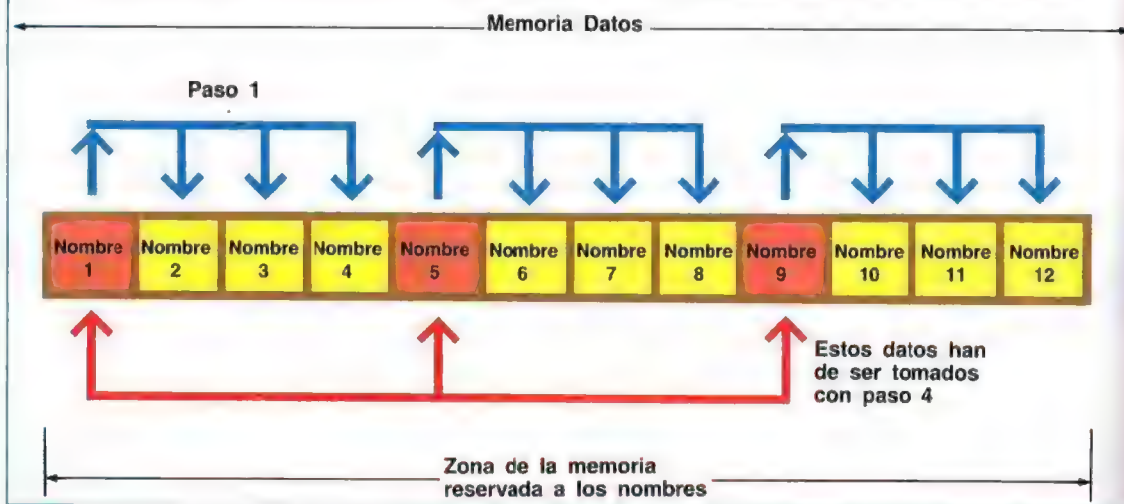 Memoria Datos
Paso 1
Nombre 1
Nombre 2
Nombre 3
Nombre 4
Nombre 5
Nombre 6
Nombre 7
Nombre 8
Nombre 9
Nombre 10
Nombre 11
Nombre 12
Estos datos han
de ser tomados
con paso 4
Zona de la memoria
reservada a los nombres